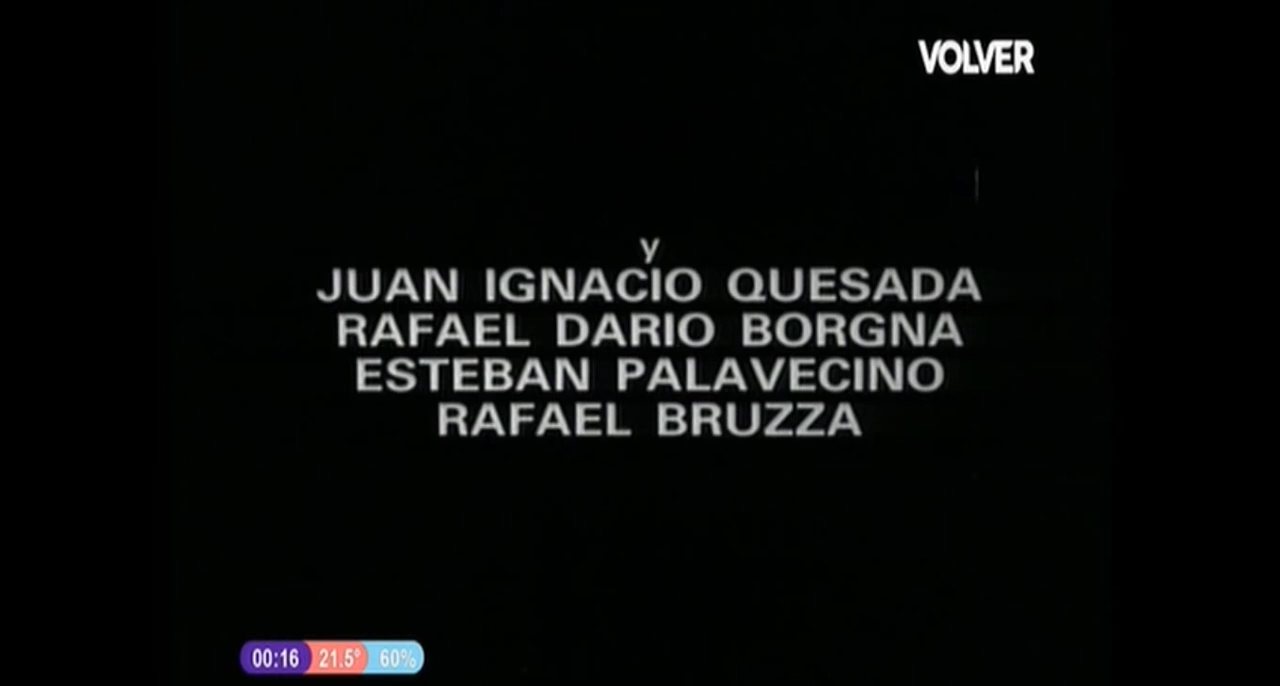 VOLVER
y
JUAN IGNACIO QUESADA
RAFAEL DARIO BORGNA
ESTEBAN PALAVECINO
RAFAEL BRUZZA
00:16 21.5° 60%